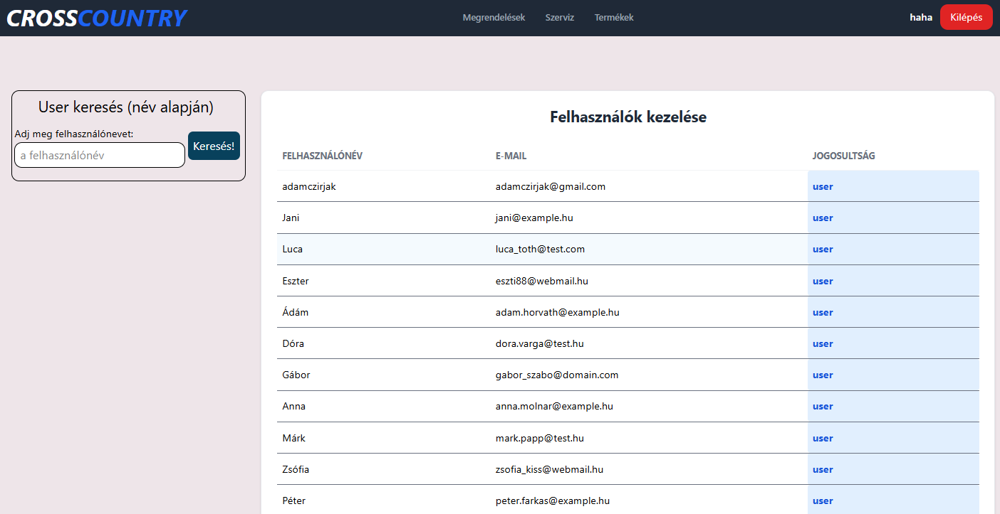 CROSSCOUNTRY
Megrendelések Szerviz Termékek
haha Kilépés
User keresés (név alapján)
Adj meg felhasználónevet:
a felhasználónév
Keresés!
Felhasználók kezelése
FELHASZNÁLÓNÉV E-MAIL JOGOSULTSÁG
adamczirjak adamczirjak@gmail.com user
Jani jani@example.hu user
Luca luca_toth@test.com user
Eszter eszti88@webmail.hu user
Ádám adam.horvath@example.hu user
Dóra dora.varga@test.hu user
Gábor gabor_szabo@domain.com user
Anna anna.molnar@example.hu user
Márk mark.papp@test.hu user
Zsófia zsofia_kiss@webmail.hu user
Péter peter.farkas@example.hu user